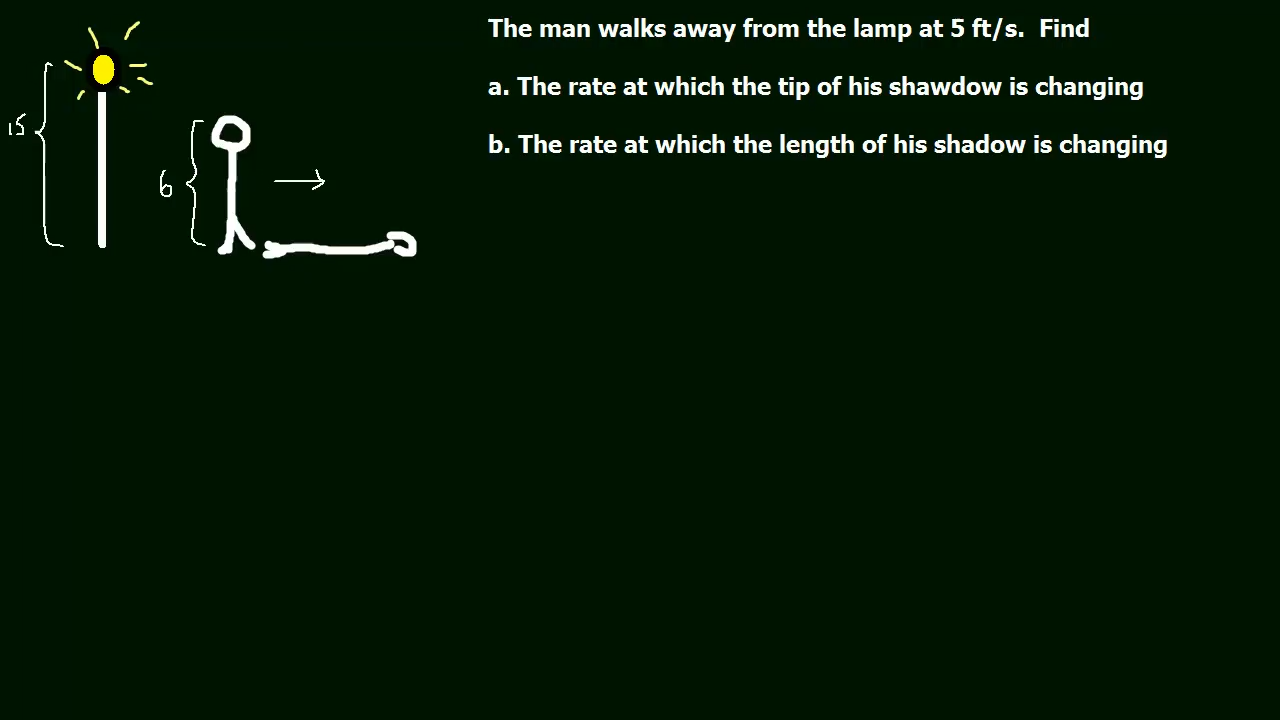 The man walks away from the lamp at 5 ft/s. Find
a. The rate at which the tip of his shawdow is changing
b. The rate at which the length of his shadow is changing
15
6